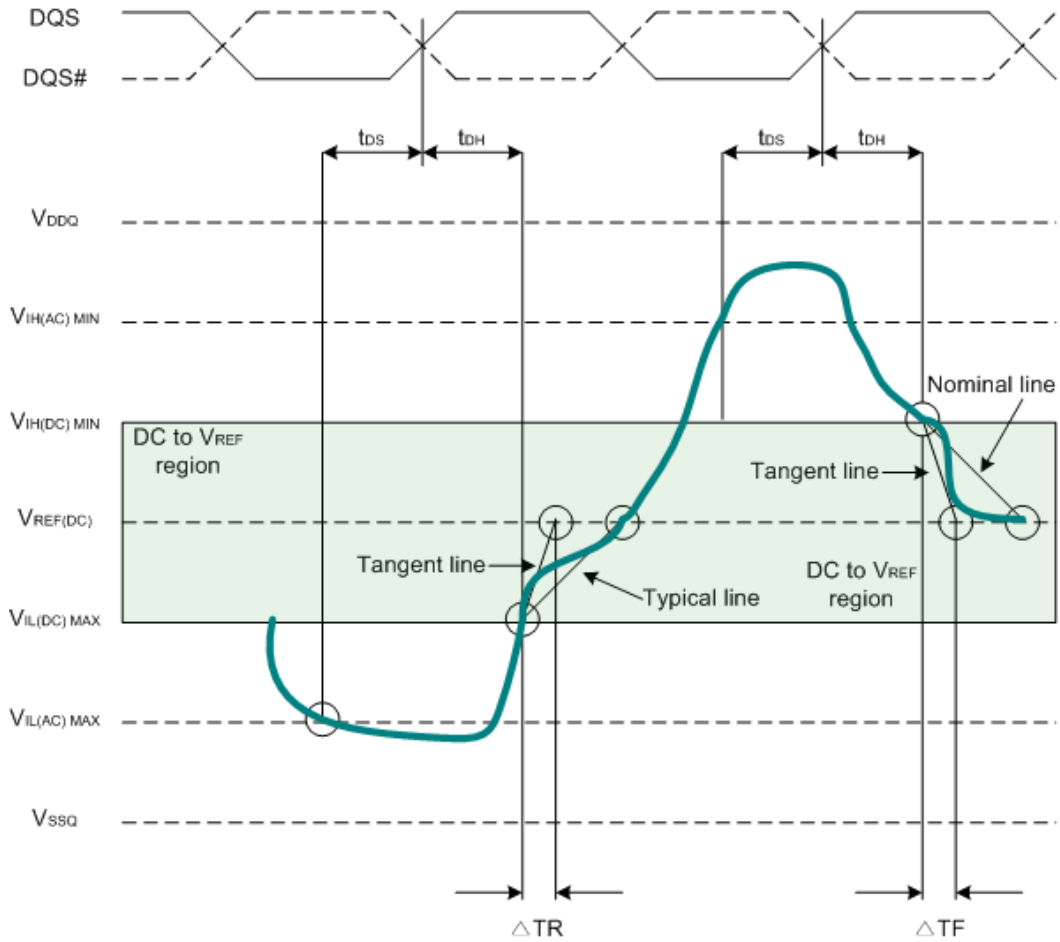 DQS
DQS#
tDS
tDH
tDS
tDH
VDDQ
VIH(AC) MIN
Nominal line
VIH(DC) MIN
DC to VREF
region
Tangent line
VREF(DC)
Tangent line
DC to VREF
region
Typical line
VIL(DC) MAX
VIL(AC) MAX
VSSQ
△TR
△TF